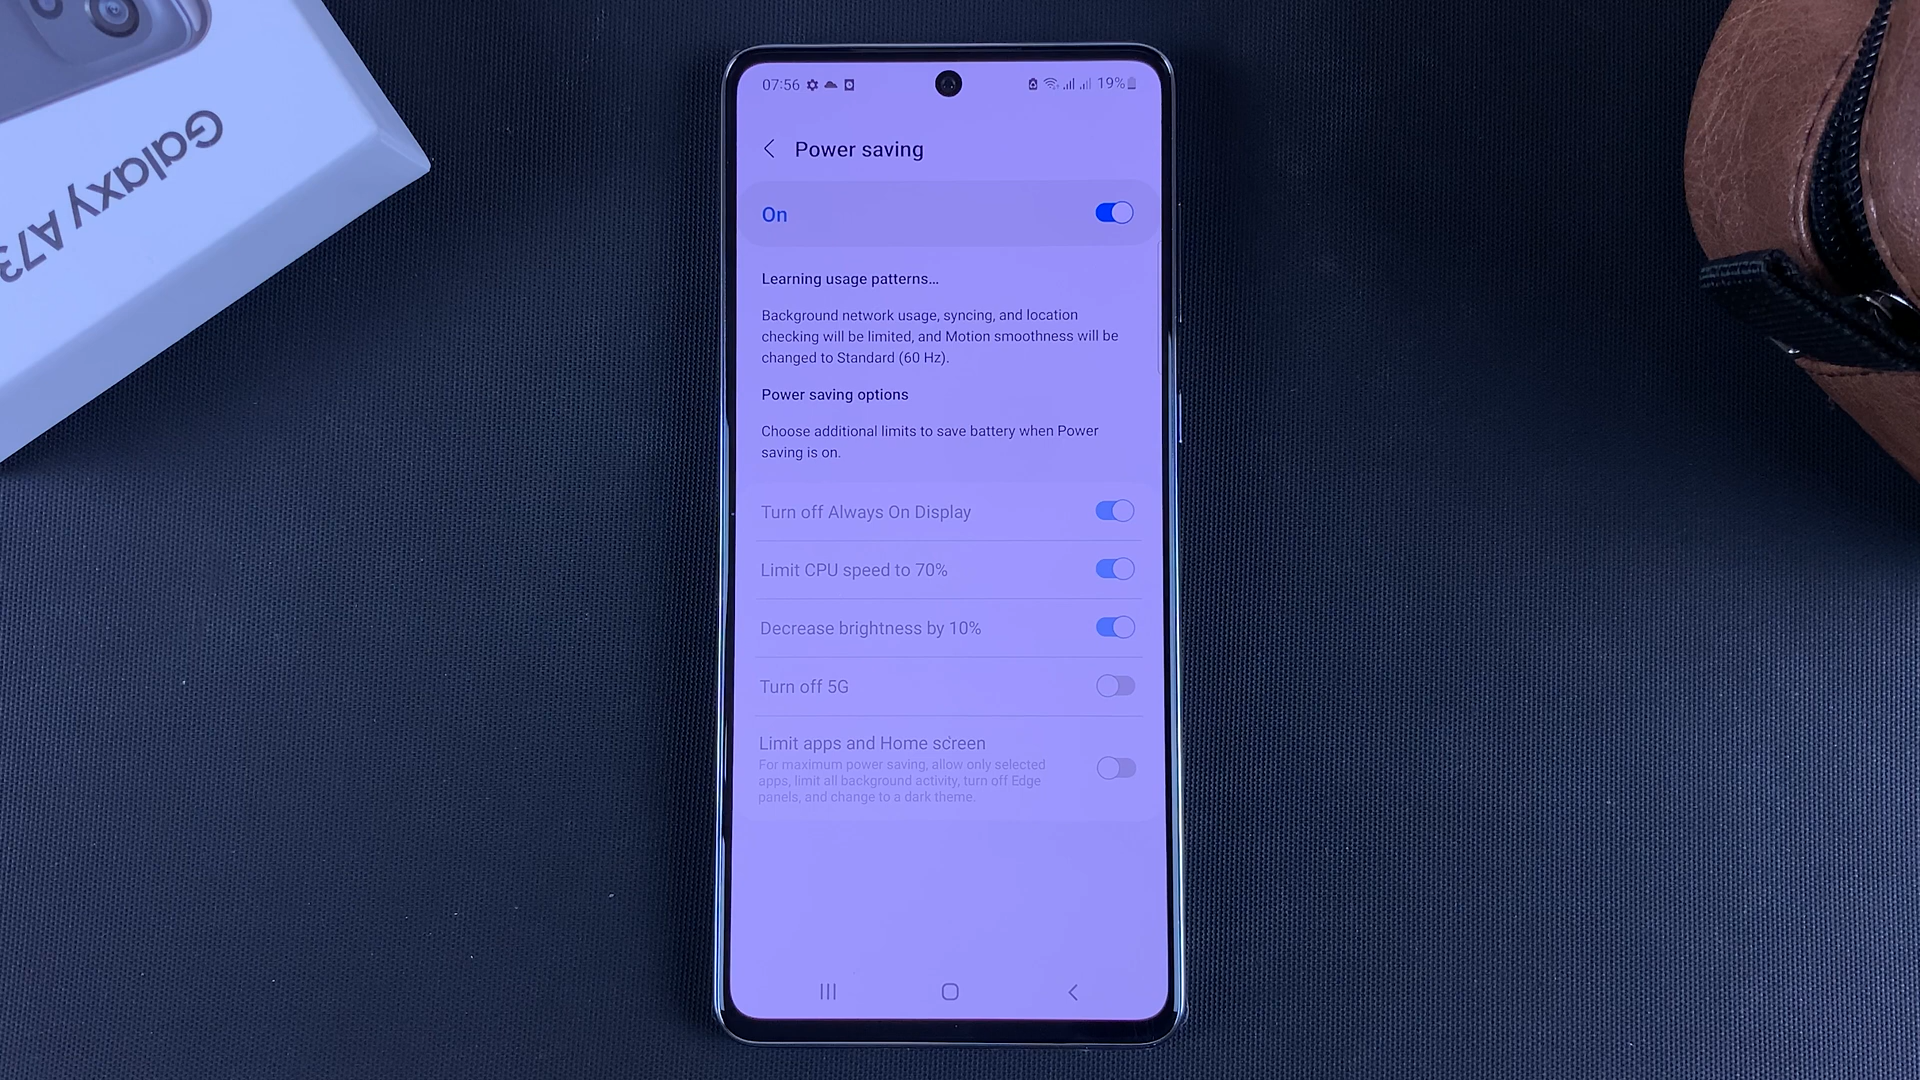 Galaxy A73
07:56
19%
Power saving
On
Learning usage patterns...
Background network usage, syncing, and location
checking will be limited, and Motion smoothness will be
changed to Standard (60 Hz).
Power saving options
Choose additional limits to save battery when Power
saving is on.
Turn off Always On Display
Limit CPU speed to 70%
Decrease brightness by 10%
Turn off 5G
Limit apps and Home screen
For maximum power saving, allow only selected
apps, limit all background activity, turn off Edge
panels, and change to a dark theme.